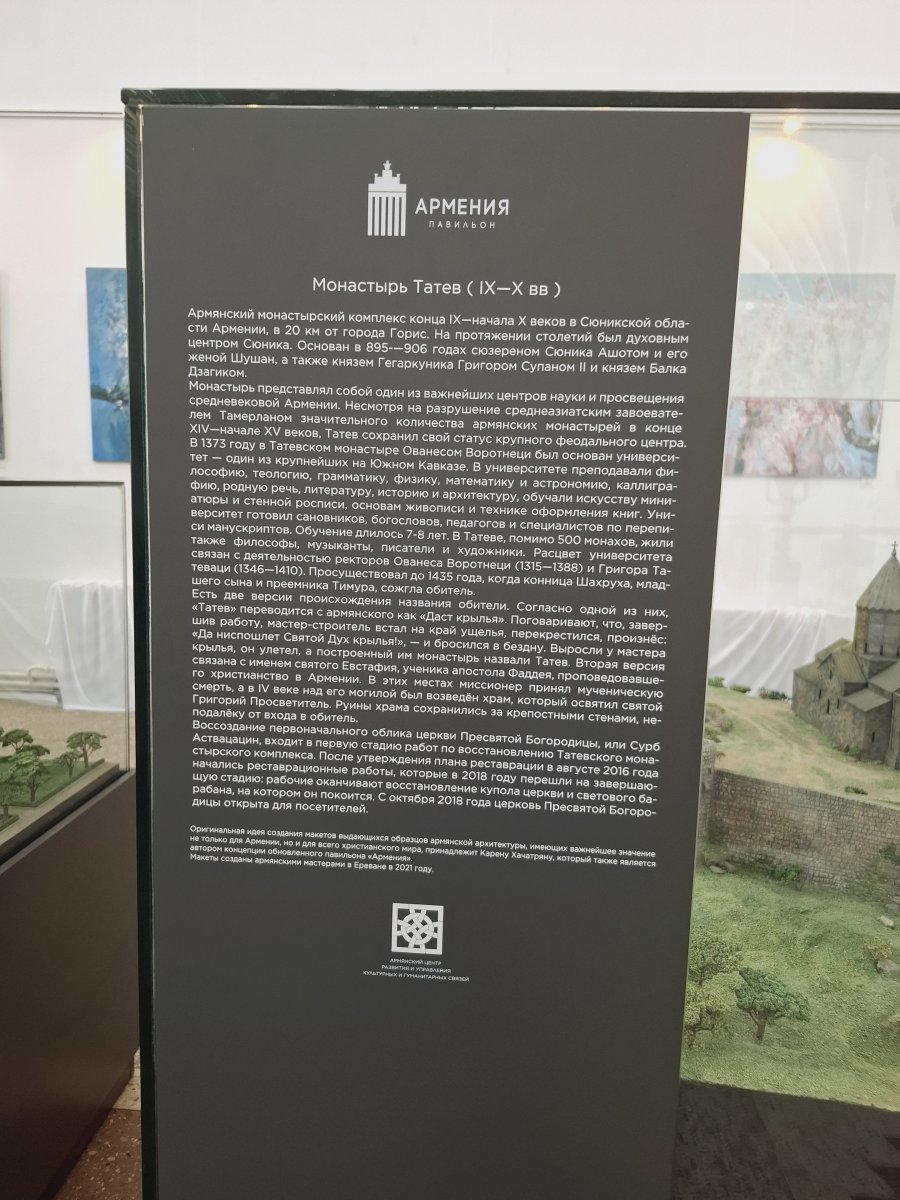 АРМЕНИЯ
ПАВИЛЬОН
Монастырь Татев ( IX—X вв )
Армянский монастырский комплекс конца IX—начала X веков в Сюникской обла-
сти Армении, в 20 км от города Горис. На протяжении столетий был духовным
центром Сюника. Основан в 895-—906 годах сюзереном Сюника Ашотом и его
женой Шушан, а также князем Гегаркуника Григором Супаном II и князем Балка
Дзагиком.
Монастырь представлял собой один из важнейших центров науки и просвещения
средневековой Армении. Несмотря на разрушение среднеазиатским завоевате-
лем Тамерланом значительного количества армянских монастырей в конце
XIV—начале XV веков, Татев сохранил свой статус крупного феодального центра.
В 1373 году в Татевском монастыре Ованесом Воротнеци был основан универси-
тет — один из крупнейших на Южном Кавказе. В университете преподавали фи-
лософию, теологию, грамматику, физику, математику и астрономию, каллигра-
фию, родную речь, литературу, историю и архитектуру, обучали искусству мини-
атюры и стенной росписи, основам живописи и технике оформления книг. Уни-
верситет готовил сановников, богословов, педагогов и специалистов по перепи-
си манускриптов. Обучение длилось 7-8 лет. В Татеве, помимо 500 монахов, жили
также философы, музыканты, писатели и художники. Расцвет университета
связан с деятельностью ректоров Ованеса Воротнеци (1315—1388) и Григора Та-
теваци (1346—1410). Просуществовал до 1435 года, когда конница Шахруха, млад-
шего сына и преемника Тимура, сожгла обитель.
Есть две версии происхождения названия обители. Согласно одной из них,
«Татев» переводится с армянского как «Даст крылья». Поговаривают, что, завер-
шив работу, мастер-строитель встал на край ущелья, перекрестился, произнёс:
«Да ниспошлет Святой Дух крылья!», — и бросился в бездну. Выросли у мастера
крылья, он улетел, а построенный им монастырь назвали Татев. Вторая версия
связана с именем святого Евстафия, ученика апостола Фаддея, проповедовавше-
го христианство в Армении. В этих местах миссионер принял мученическую
смерть, а в IV веке над его могилой был возведён храм, который освятил святой
Григорий Просветитель. Руины храма сохранились за крепостными стенами, не-
подалёку от входа в обитель.
Воссоздание первоначального облика церкви Пресвятой Богородицы, или Сурб
Аствацацин, входит в первую стадию работ по восстановлению Татевского мона-
стырского комплекса. После утверждения плана реставрации в августе 2016 года
начались реставрационные работы, которые в 2018 году перешли на завершаю-
щую стадию: рабочие оканчивают восстановление купола церкви и светового ба-
рабана, на котором он покоится. С октября 2018 года церковь Пресвятой Богоро-
дицы открыта для посетителей.
Оригинальная идея создания макетов выдающихся образцов армянской архитектуры, имеющих важнейшее значение
не только для Армении, но и для всего христианского мира, принадлежит Карену Хачатряну, который также является
автором концепции обновленного павильона «Армения».
Макеты созданы армянскими мастерами в Ереване в 2021 году.
АРМЯНСКИЙ ЦЕНТР
РАЗВИТИЯ И УПРАВЛЕНИЯ
КУЛЬТУРНЫХ И ГУМАНИТАРНЫХ СВЯЗЕЙ